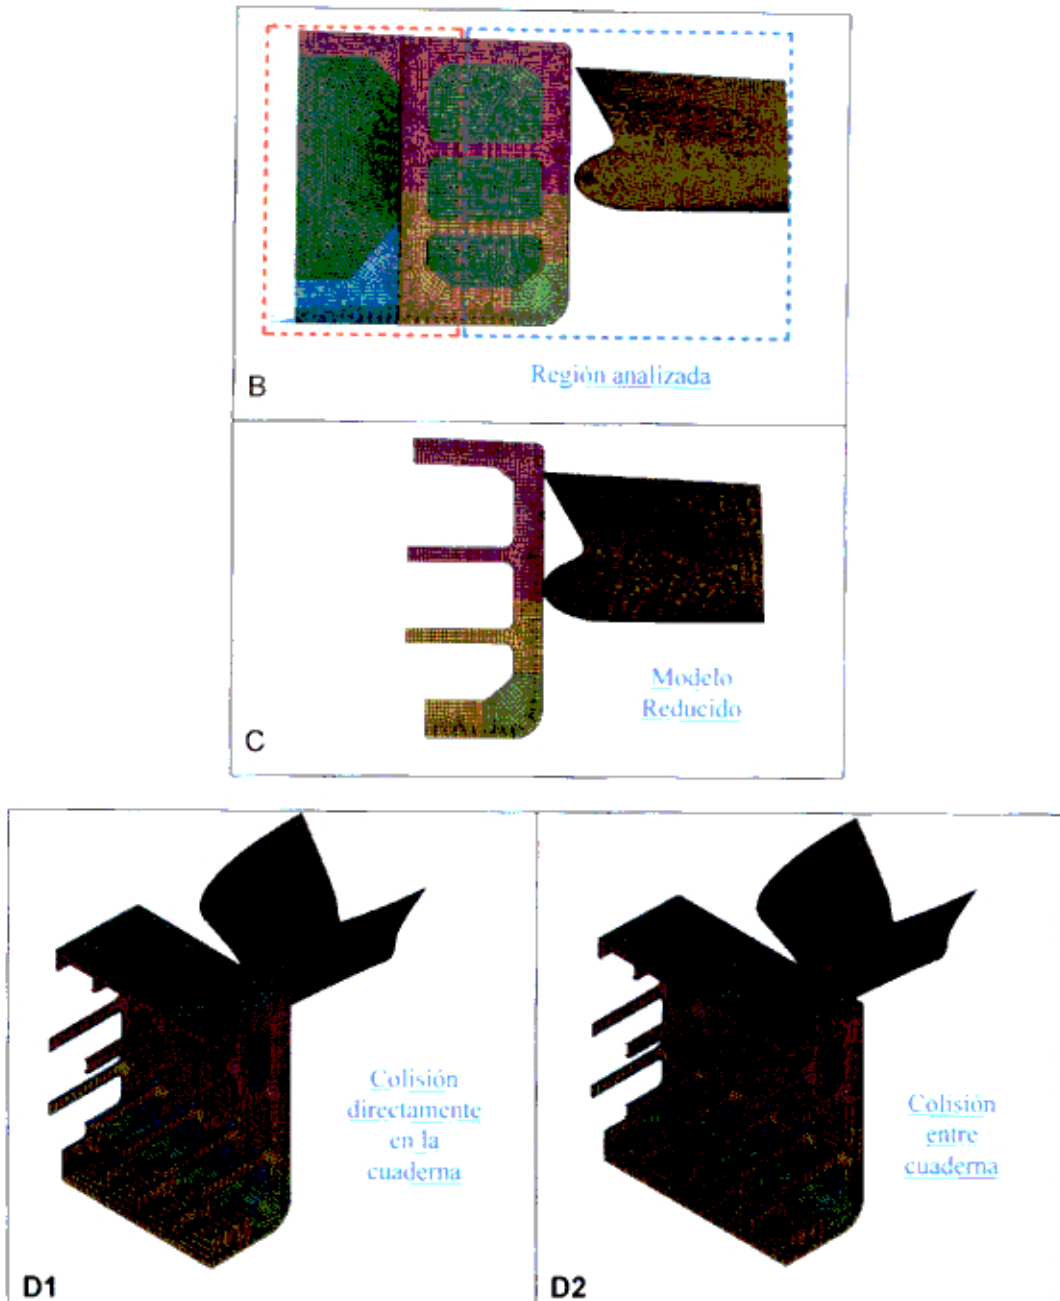 Región analizada
B
Modelo
Reducido
C
Colisión
directamente
en la
cuaderna
D1
Colisión
entre
cuaderna
D2